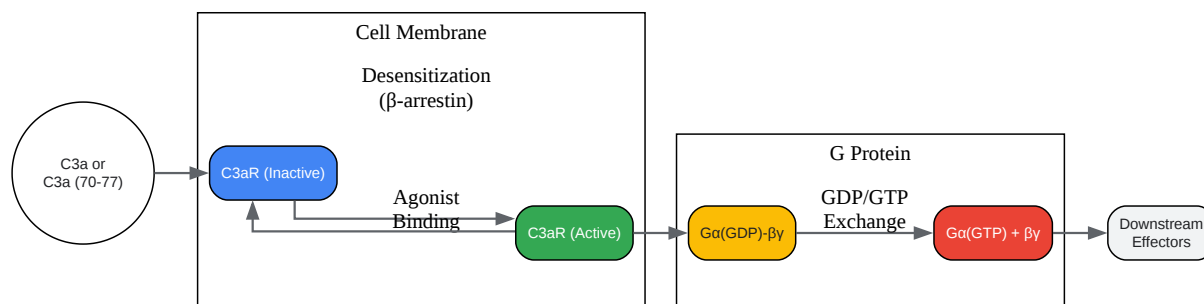 Cell Membrane
Desensitization
(β-arrestin)
C3a or
C3a (70-77)
C3aR (Inactive)
Agonist
Binding
C3aR (Active)
G Protein
GDP/GTP
Exchange
Gα(GDP)-βγ
Gα(GTP) + βγ
Downstream
Effectors